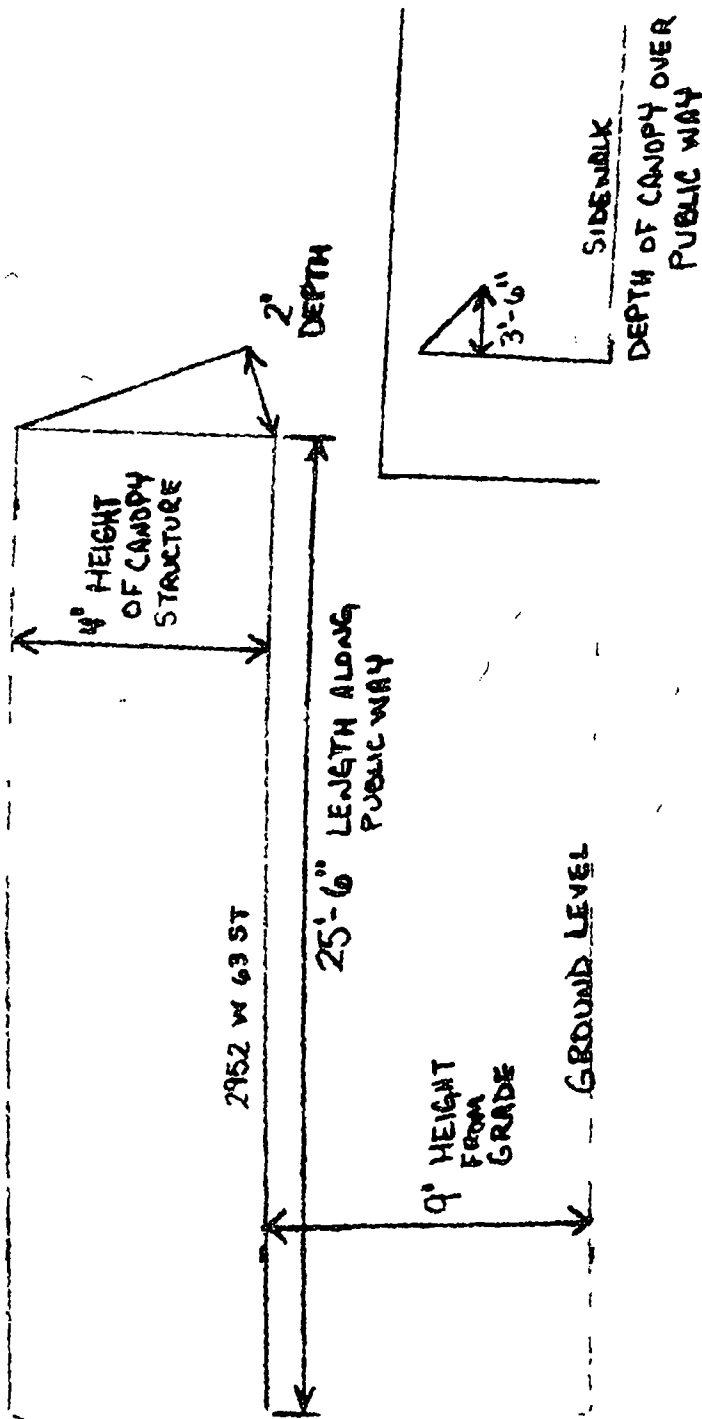 4' HEIGHT
OF CANOPY
STRUCTURE
2'
DEPTH
2952 W 63 ST
25'-6" LENGTH ALONG
PUBLIC WAY
9' HEIGHT
FROM
GRADE
GROUND LEVEL
3'-6"
SIDEWALK
DEPTH OF CANOPY OVER
PUBLIC WAY